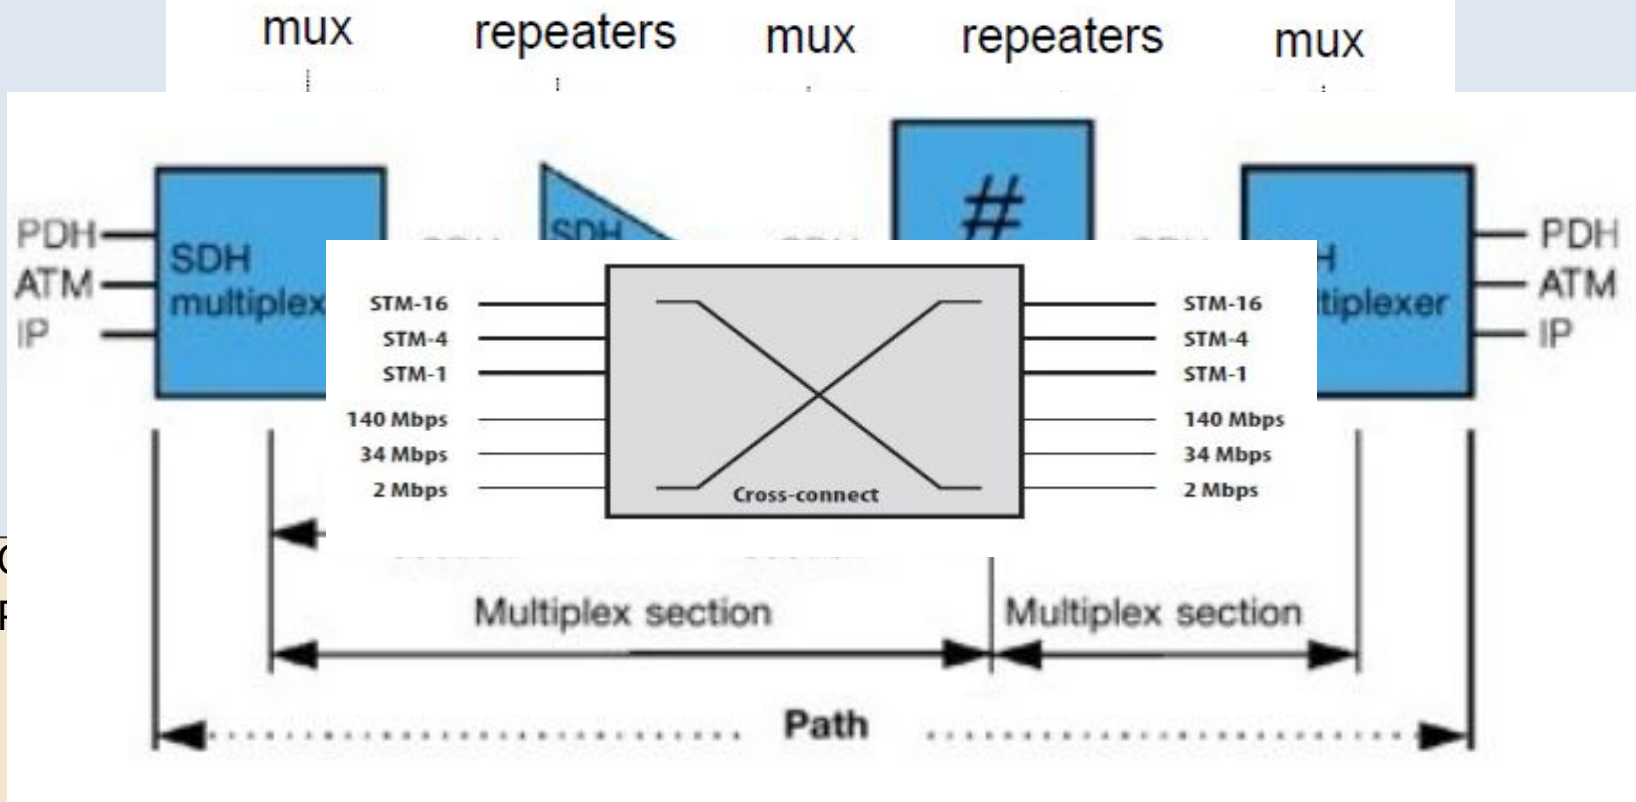 mux repeaters mux repeaters mux
#
SDH
PDH
ATM
IP
SDH
multiplex
PDH
ATM
IP
H
tiplexer
STM-16
STM-4
STM-1
140 Mbps
34 Mbps
2 Mbps
Cross-connect
STM-16
STM-4
STM-1
140 Mbps
34 Mbps
2 Mbps
Multiplex section Multiplex section
Path